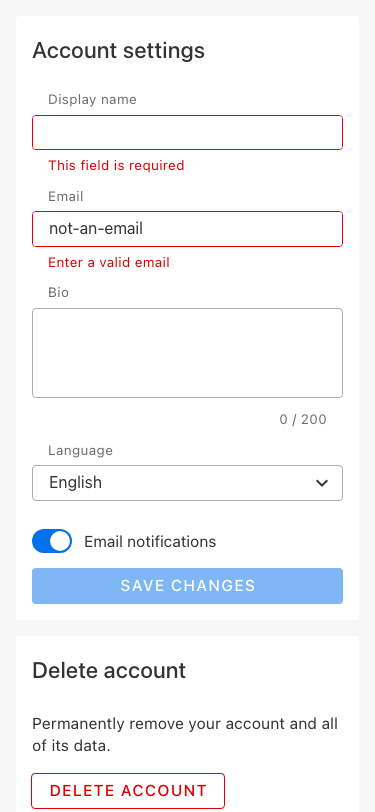 Account settings
Display name
This field is required
Email
not-an-email
Enter a valid email
Bio
0 / 200
Language
English
Email notifications
SAVE CHANGES
Delete account
Permanently remove your account and all
of its data.
DELETE ACCOUNT